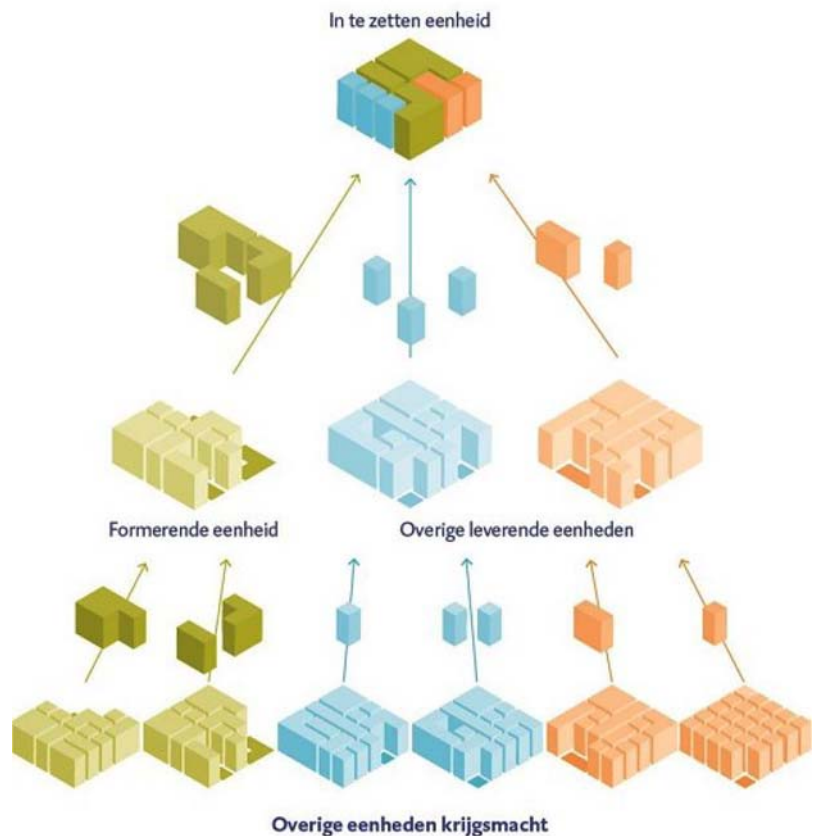 In te zetten eenheid
Formerende eenheid
Overige leverende eenheden
Overige eenheden krijgsmacht